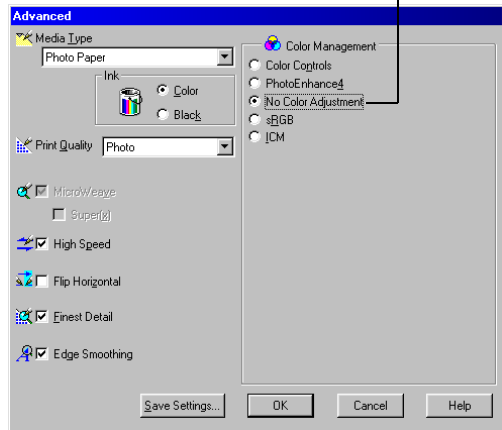 Advanced
Media Type
Photo Paper
Ink
Color
Black
Print Quality Photo
MicroWeave
Super(x)
High Speed
Flip Horizontal
Finest Detail
Edge Smoothing
Color Management
Color Controls
PhotoEnhance4
No Color Adjustment
sRGB
ICM
Save Settings... OK Cancel Help